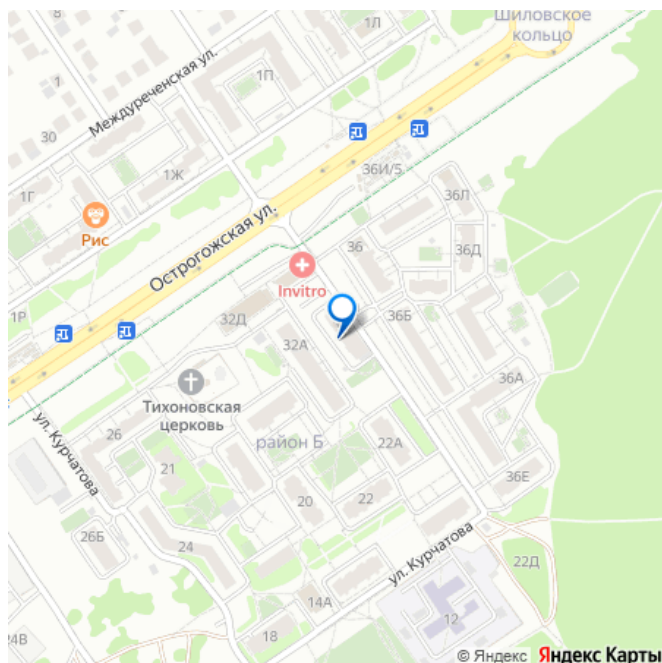 Шиловское
кольцо
1Л
1П
Междуреченская ул.
1
30
1Ж
36И/5
1Г
Рис
Острогожская ул.
36Л
36
36Д
Invitro
1Р
32Д
36Б
32А
Тихоновская
церковь
36А
ул. Курчатова
26
район Б
22А
21
36Е
20
22
26Б
24
ул. Курчатова
22Д
14А
12
18
24В
© Яндекс Яндекс Карты